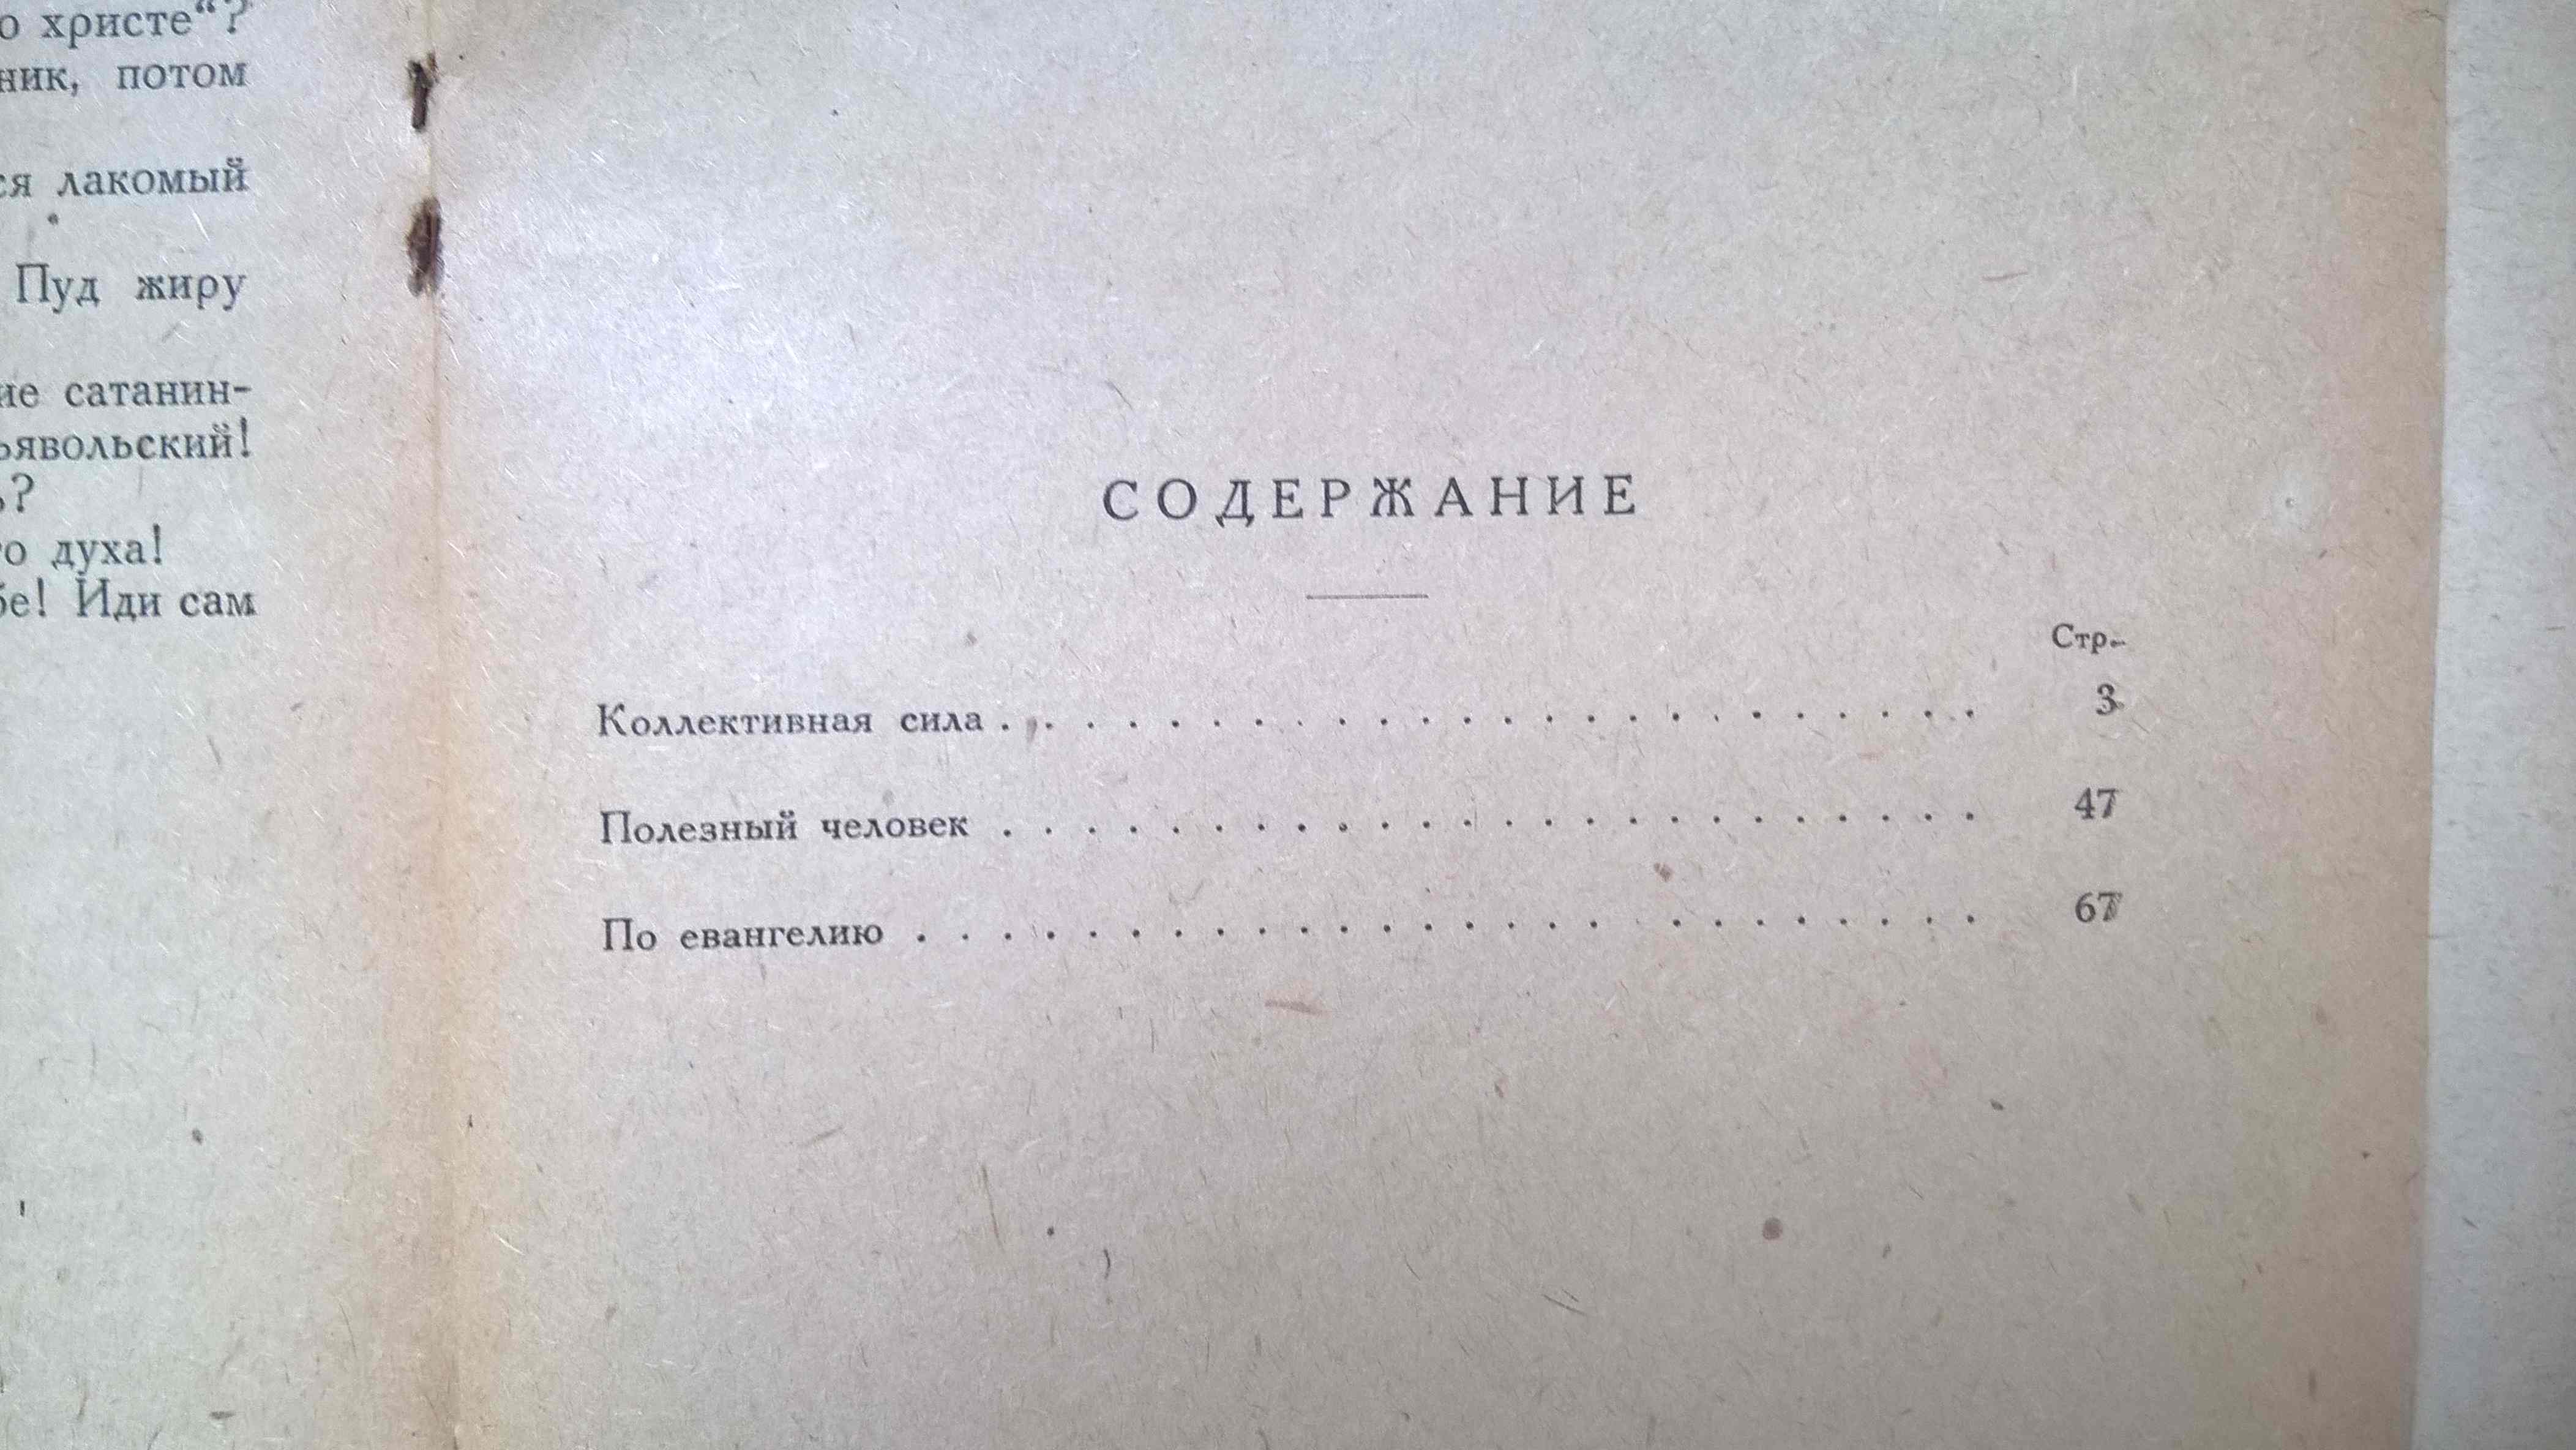 о христе“?
ник, потом
ся лакомый
Пуд жиру
ие сатанин-
ьявольский!
ь?
о духа!
бе! Иди сам
СОДЕРЖАНИЕ
Стр.
Коллективная сила . . . . . . . . . . . . . . . . . . . . . . . . 3
Полезный человек . . . . . . . . . . . . . . . . . . . . . . . . 47
По евангелию . . . . . . . . . . . . . . . . . . . . . . . . . . 67